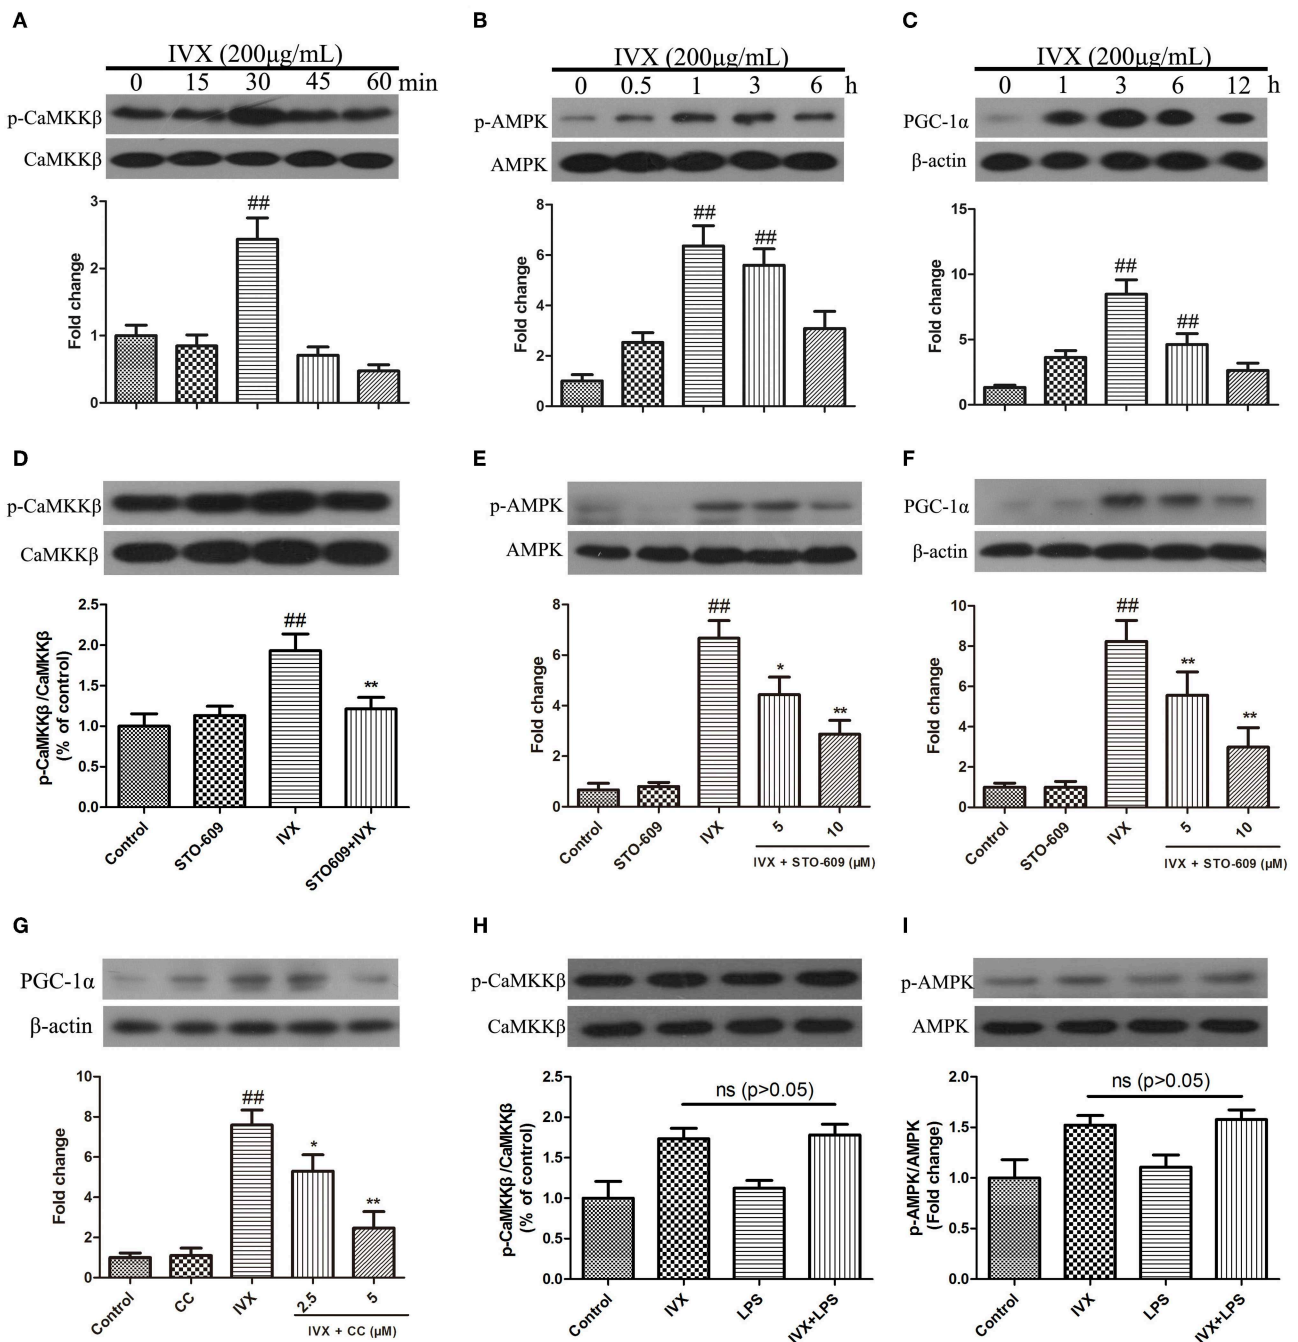 A
IVX (200μg/mL)
0 15 30 45 60 min
p-CaMKKβ
CaMKKβ
Fold change
3
2
1
0
##
B
IVX (200μg/mL)
0 0.5 1 3 6 h
p-AMPK
AMPK
Fold change
8
6
4
2
0
##
##
C
IVX (200μg/mL)
0 1 3 6 12 h
PGC-1α
β-actin
Fold change
15
10
5
0
##
##
D
p-CaMKKβ
CaMKKβ
p-CaMKKβ /CaMKKβ
(% of control)
2.5
2.0
1.5
1.0
0.5
0.0
##
**
Control STO-609 IVX STO609+IVX
E
p-AMPK
AMPK
Fold change
8
6
4
2
0
##
*
**
Control STO-609 IVX 5 10
IVX + STO-609 (μM)
F
PGC-1α
β-actin
Fold change
10
8
6
4
2
0
##
**
**
Control STO-609 IVX 5 10
IVX + STO-609 (μM)
G
PGC-1α
β-actin
Fold change
10
8
6
4
2
0
##
*
**
Control CC IVX 2.5 5
IVX + CC (μM)
H
p-CaMKKβ
CaMKKβ
p-CaMKKβ /CaMKKβ
(% of control)
2.5
2.0
1.5
1.0
0.5
0.0
ns (p>0.05)
Control IVX LPS IVX+LPS
I
p-AMPK
AMPK
p-AMPK/AMPK
(Fold change)
2.0
1.5
1.0
0.5
0.0
ns (p>0.05)
Control IVX LPS IVX+LPS